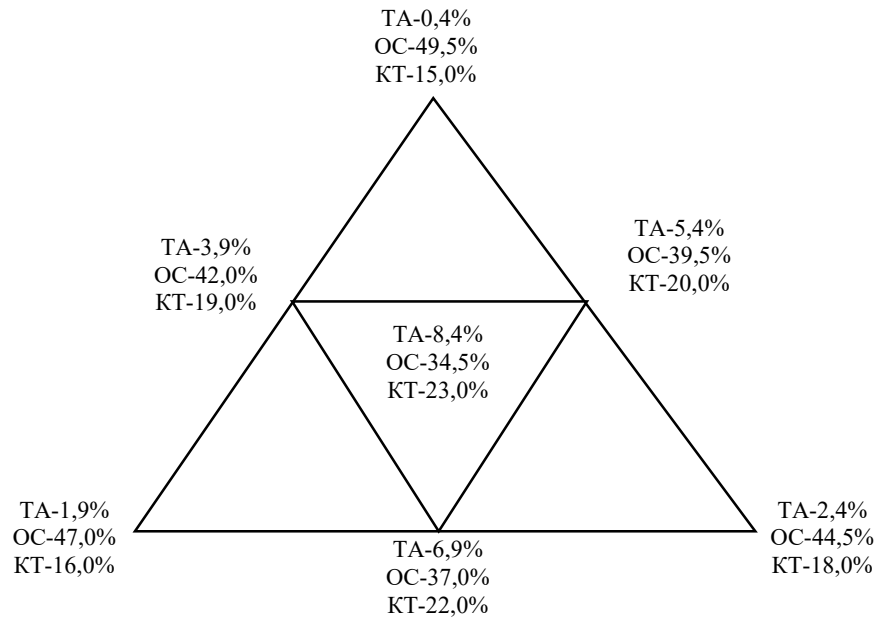 ТА-0,4%
ОС-49,5%
КТ-15,0%
ТА-3,9%
ОС-42,0%
КТ-19,0%
ТА-5,4%
ОС-39,5%
КТ-20,0%
ТА-8,4%
ОС-34,5%
КТ-23,0%
ТА-1,9%
ОС-47,0%
КТ-16,0%
ТА-6,9%
ОС-37,0%
КТ-22,0%
ТА-2,4%
ОС-44,5%
КТ-18,0%